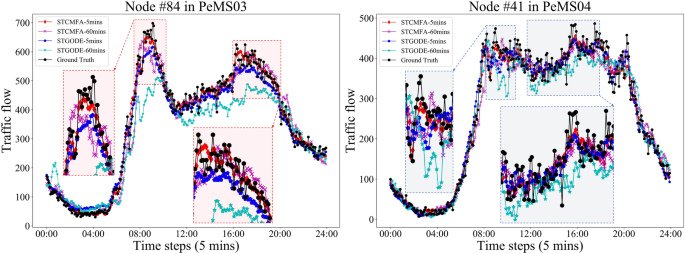 Node #84 in PeMS03
STCMFA-5mins
STCMFA-60mins
STGODE-5mins
STGODE-60mins
Ground Truth
Traffic flow
700
600
500
400
300
200
100
0
00:00
04:00
08:00
12:00
16:00
20:00
24:00
Time steps (5 mins)
Node #41 in PeMS04
STCMFA-5mins
STCMFA-60mins
STGODE-5mins
STGODE-60mins
Ground Truth
Traffic flow
500
400
300
200
100
0
00:00
04:00
08:00
12:00
16:00
20:00
24:00
Time steps (5 mins)